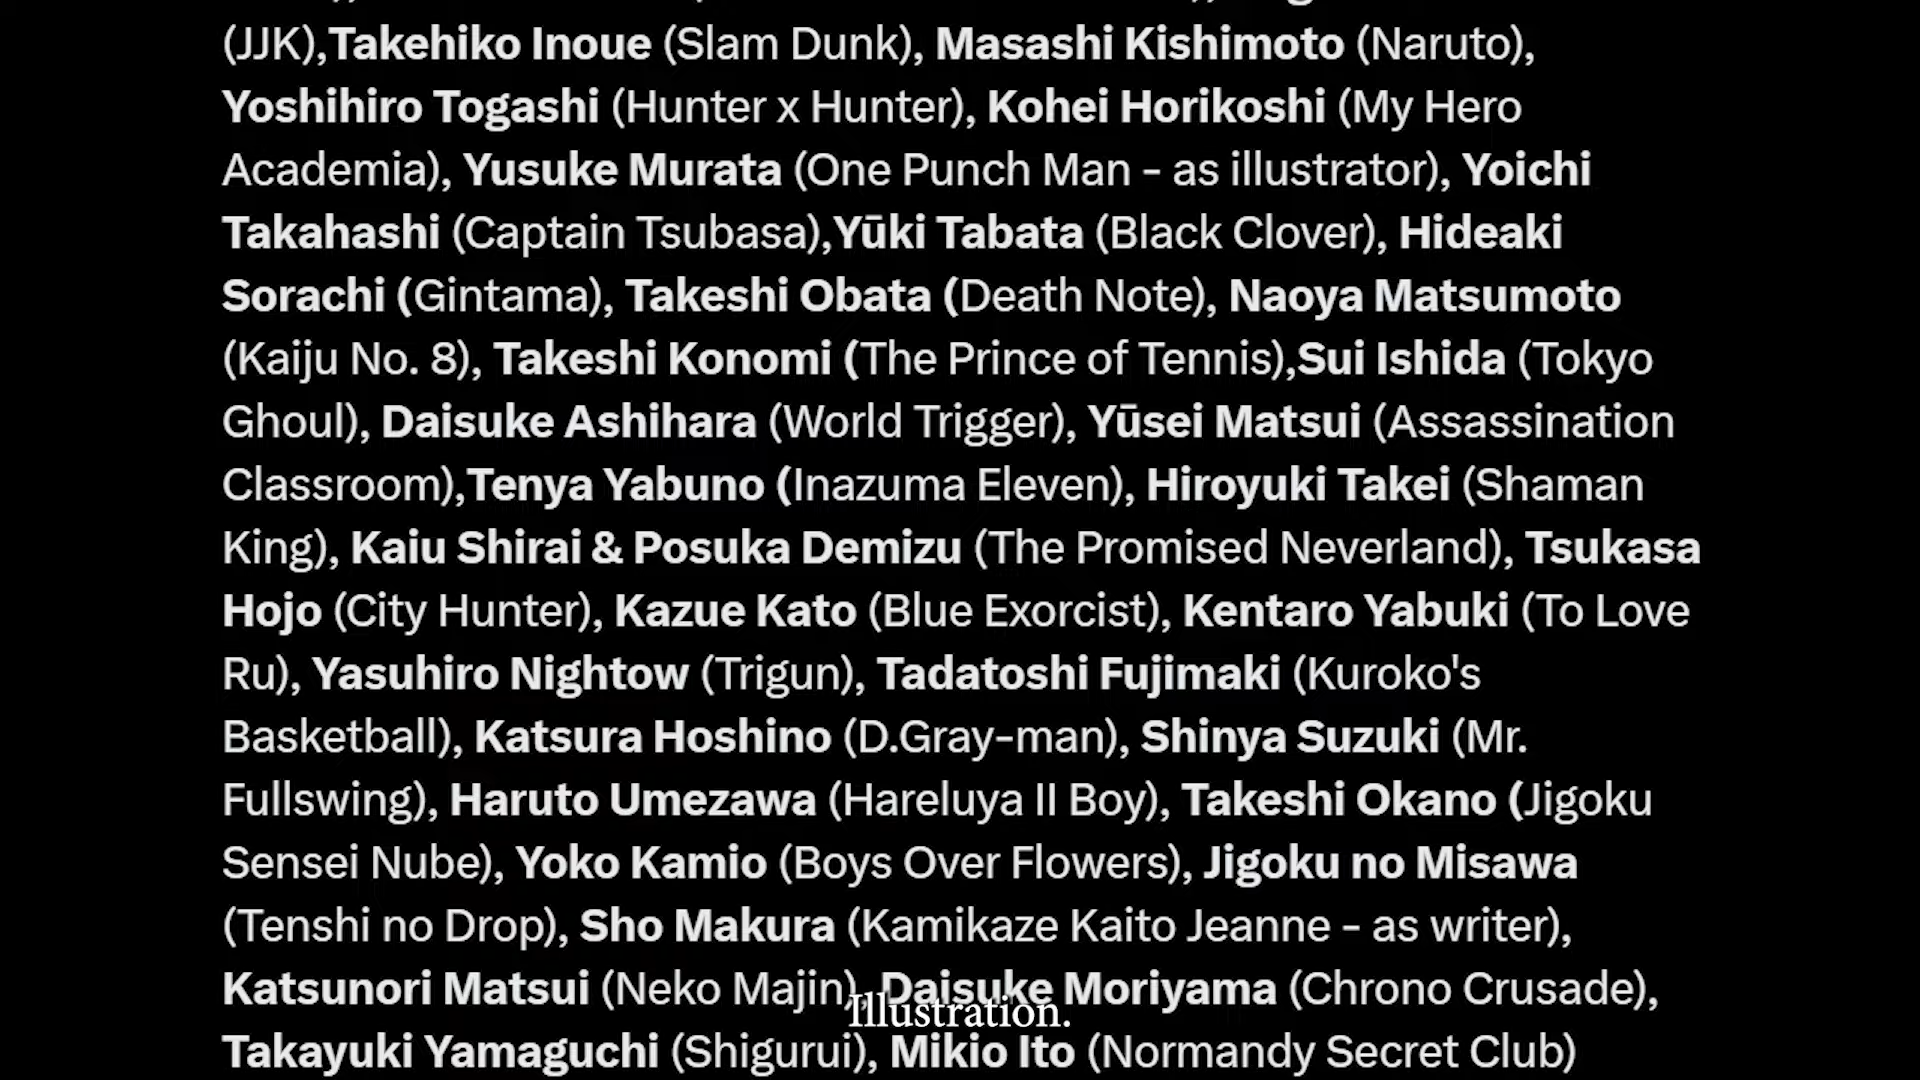 (JJK),Takehiko Inoue (Slam Dunk), Masashi Kishimoto (Naruto),
Yoshihiro Togashi (Hunter x Hunter), Kohei Horikoshi (My Hero
Academia), Yusuke Murata (One Punch Man - as illustrator), Yoichi
Takahashi (Captain Tsubasa),Yūki Tabata (Black Clover), Hideaki
Sorachi (Gintama), Takeshi Obata (Death Note), Naoya Matsumoto
(Kaiju No. 8), Takeshi Konomi (The Prince of Tennis),Sui Ishida (Tokyo
Ghoul), Daisuke Ashihara (World Trigger), Yūsei Matsui (Assassination
Classroom),Tenya Yabuno (Inazuma Eleven), Hiroyuki Takei (Shaman
King), Kaiu Shirai & Posuka Demizu (The Promised Neverland), Tsukasa
Hojo (City Hunter), Kazue Kato (Blue Exorcist), Kentaro Yabuki (To Love
Ru), Yasuhiro Nightow (Trigun), Tadatoshi Fujimaki (Kuroko's
Basketball), Katsura Hoshino (D.Gray-man), Shinya Suzuki (Mr.
Fullswing), Haruto Umezawa (Hareluya II Boy), Takeshi Okano (Jigoku
Sensei Nube), Yoko Kamio (Boys Over Flowers), Jigoku no Misawa
(Tenshi no Drop), Sho Makura (Kamikaze Kaito Jeanne - as writer),
Katsunori Matsui (Neko Majin), Daisuke Moriyama (Chrono Crusade),
Illustration.
Takayuki Yamaguchi (Shigurui), Mikio Ito (Normandy Secret Club)